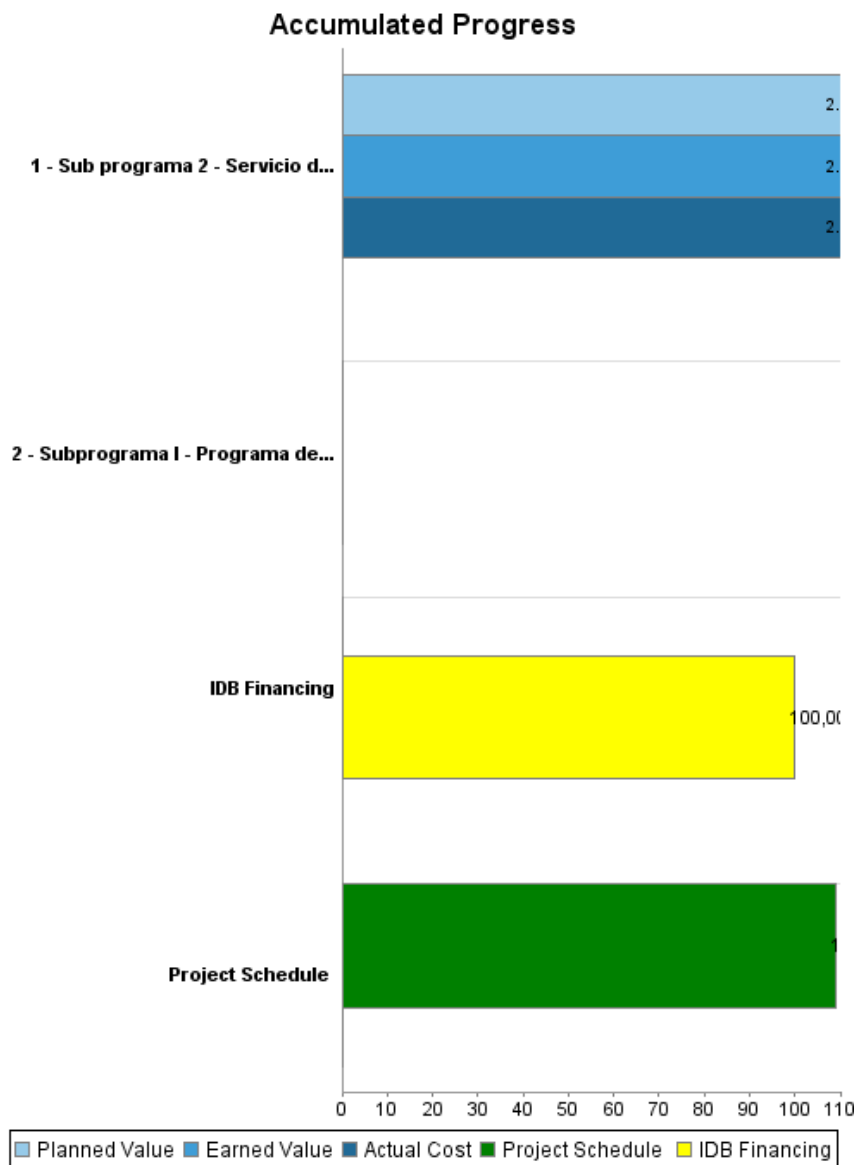 Accumulated Progress
2.
1 - Sub programa 2 - Servicio d...
2.
2.
2 - Subprograma I - Programa de...
IDB Financing
100,00
Project Schedule
1
0 10 20 30 40 50 60 70 80 90 100 110
Planned Value Earned Value Actual Cost Project Schedule IDB Financing